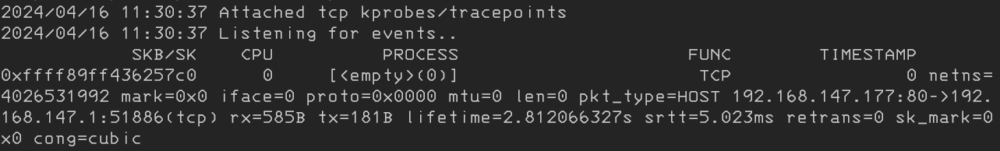 2024/04/16 11:30:37 Attached tcp kprobes/tracepoints
2024/04/16 11:30:37 Listening for events..
SKB/SK CPU PROCESS FUNC TIMESTAMP
0xffff89ff436257c0 0 [<empty>(0)] TCP 0 netns=
4026531992 mark=0x0 iface=0 proto=0x0000 mtu=0 len=0 pkt_type=HOST 192.168.147.177:80->192.
168.147.1:51886(tcp) rx=585B tx=181B lifetime=2.812066327s srtt=5.023ms retrans=0 sk_mark=0
x0 cong=cubic